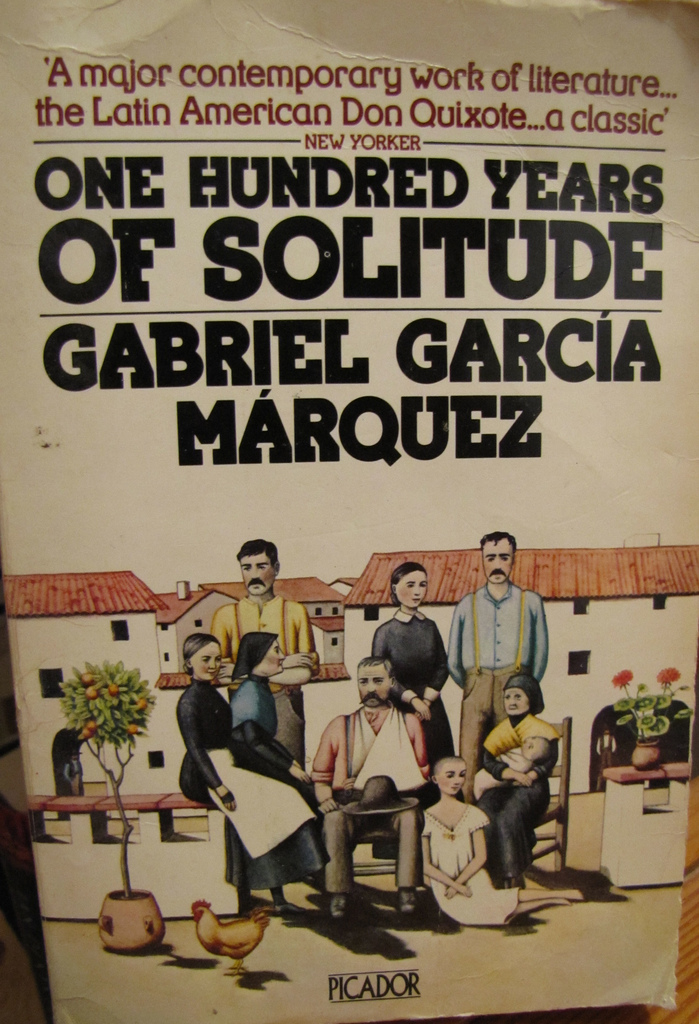 'A major contemporary work of literature...
the Latin American Don Quixote...a classic'
NEW YORKER
ONE HUNDRED YEARS
OF SOLITUDE
GABRIEL GARCÍA
MÁRQUEZ
PICADOR